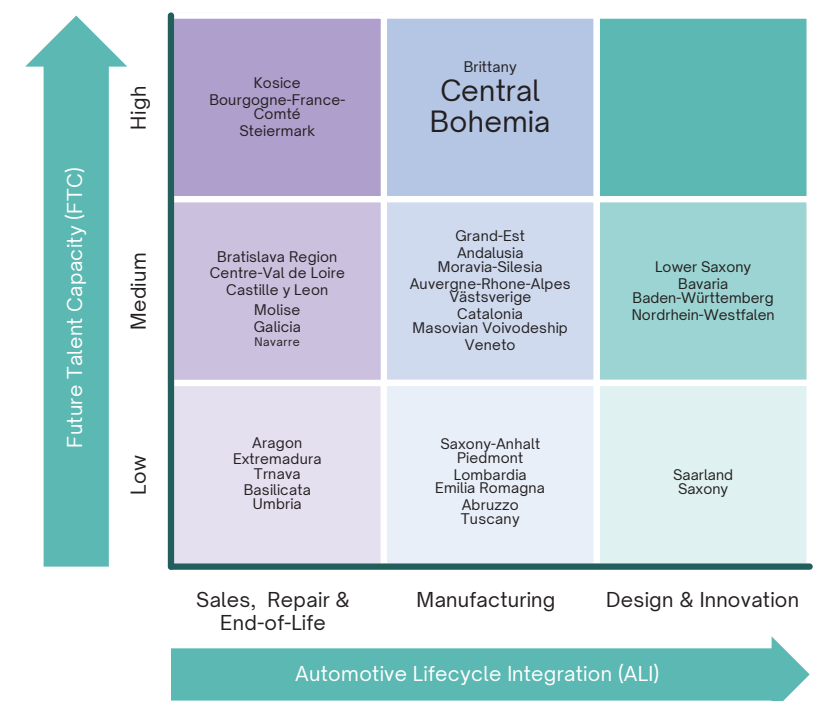 Future Talent Capacity (FTC)
High
Kosice
Bourgogne-France-
Comté
Steiermark
Brittany
Central
Bohemia
Medium
Bratislava Region
Centre-Val de Loire
Castille y Leon
Molise
Galicia
Navarre
Grand-Est
Andalusia
Moravia-Silesia
Auvergne-Rhone-Alpes
Västsverige
Catalonia
Masovian Voivodeship
Veneto
Lower Saxony
Bavaria
Baden-Württemberg
Nordrhein-Westfalen
Low
Aragon
Extremadura
Trnava
Basilicata
Umbria
Saxony-Anhalt
Piedmont
Lombardia
Emilia Romagna
Abruzzo
Tuscany
Saarland
Saxony
Sales, Repair &
End-of-Life
Manufacturing
Design & Innovation
Automotive Lifecycle Integration (ALI)